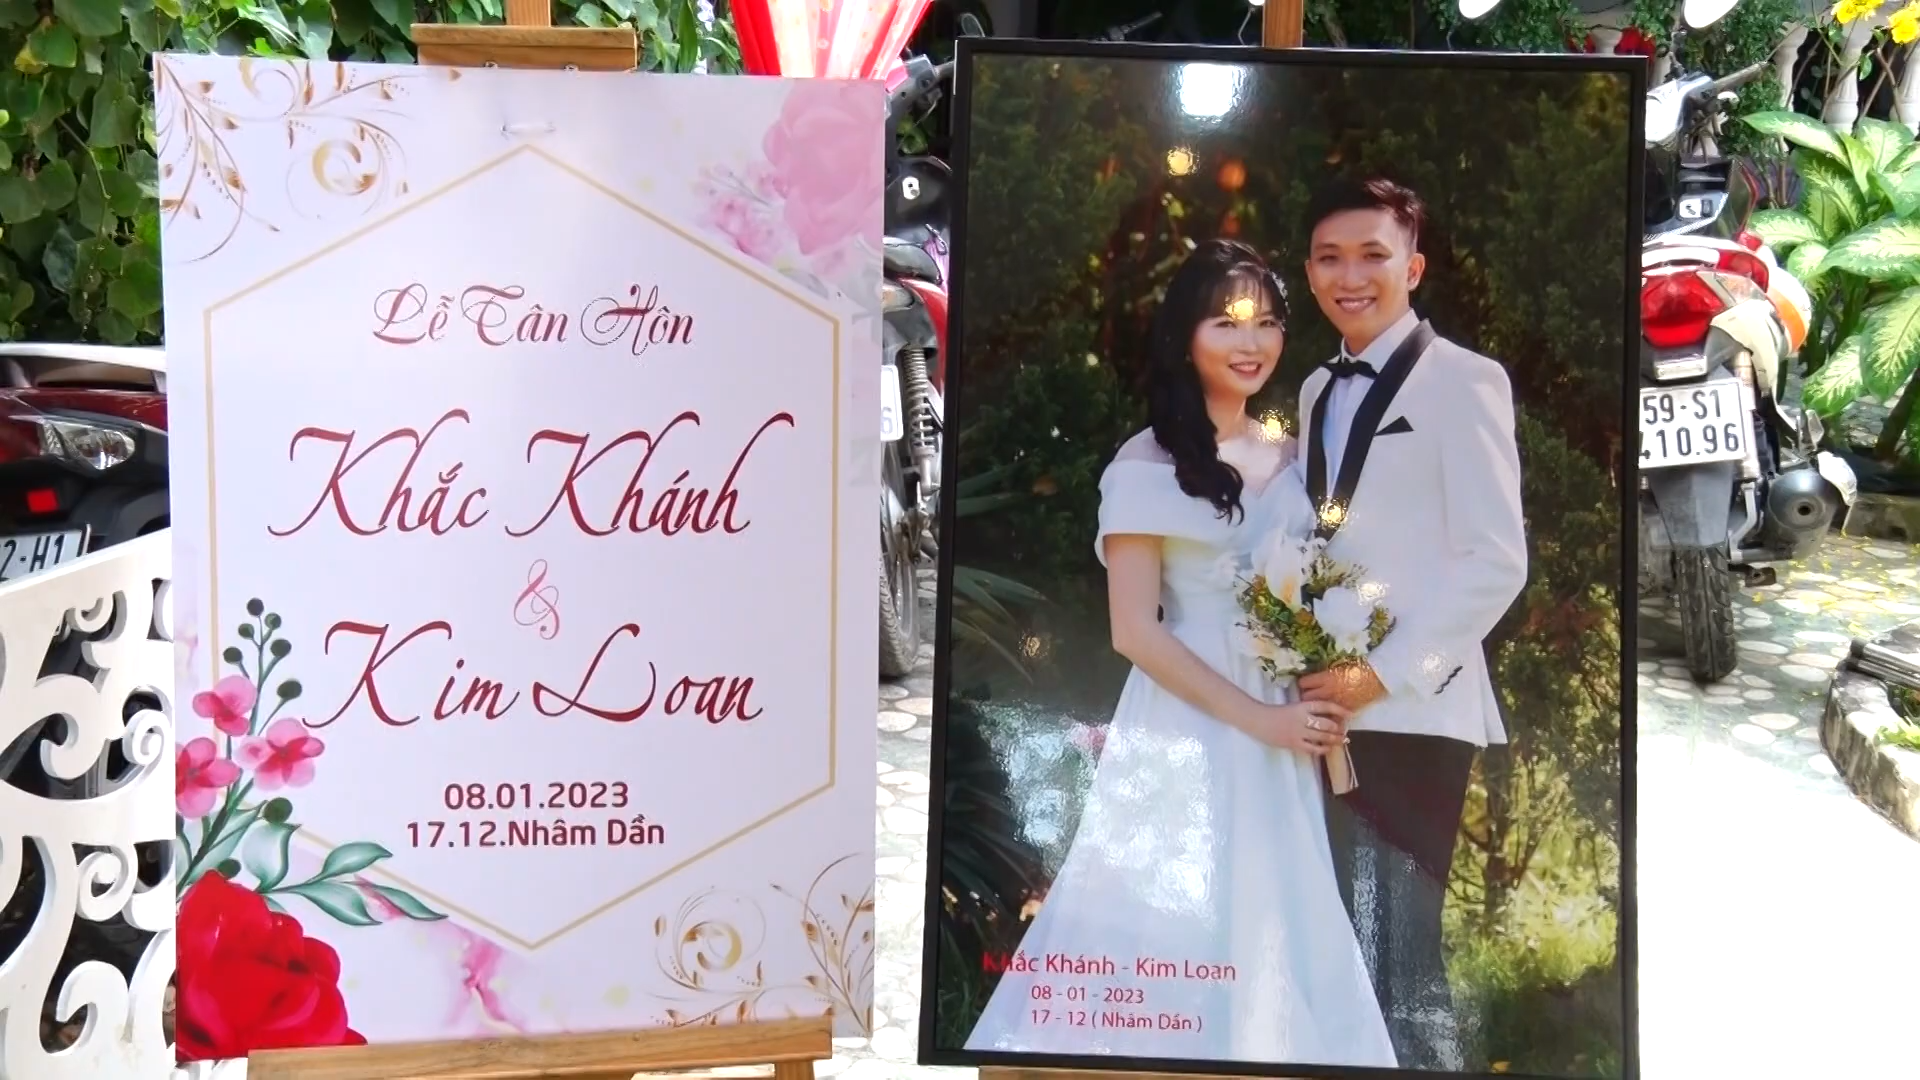 Lễ Tân Hôn
Khắc Khánh
&
Kim Loan
08.01.2023
17.12.Nhâm Dần
Khắc Khánh - Kim Loan
08 - 01 - 2023
17 - 12 ( Nhâm Dần )
59-S1
10.96